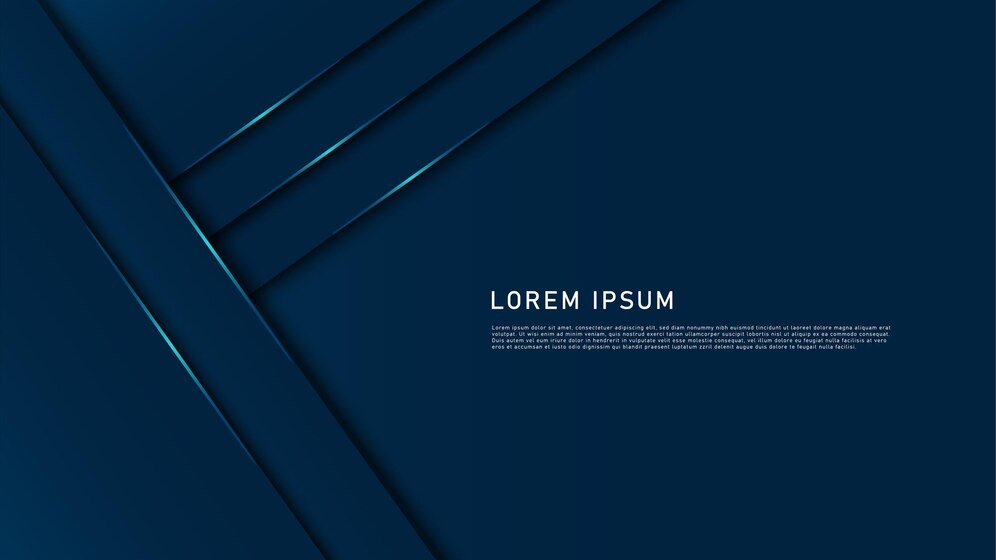 LOREM IPSUM
Lorem ipsum dolor sit amet, consectetuer adipiscing elit, sed diam nonummy nibh euismod tincidunt ut laoreet dolore magna aliquam erat
volutpat. Ut wisi enim ad minim veniam, quis nostrud exerci tation ullamcorper suscipit lobortis nisl ut aliquip ex ea commodo consequat.
Duis autem vel eum iriure dolor in hendrerit in vulputate velit esse molestie consequat, vel illum dolore eu feugiat nulla facilisis at vero
eros et accumsan et iusto odio dignissim qui blandit praesent luptatum zzril delenit augue duis dolore te feugait nulla facilisi.